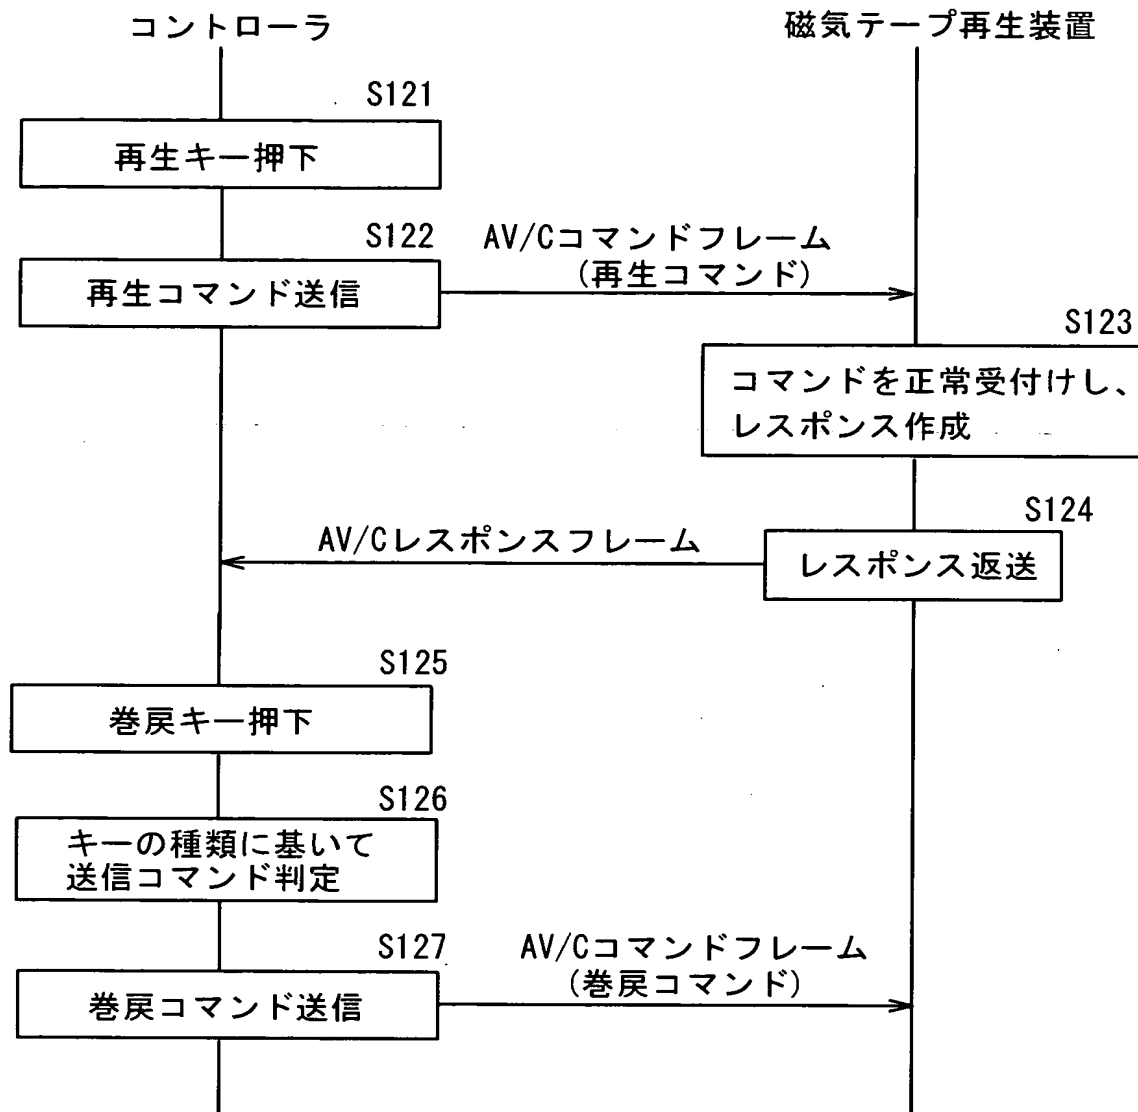 コントローラ
磁気テープ再生装置
S121
再生キー押下
S122
再生コマンド送信
AV/Cコマンドフレーム
(再生コマンド)
S123
コマンドを正常受付けし、
レスポンス作成
S124
レスポンス返送
AV/Cレスポンスフレーム
S125
巻戻キー押下
S126
キーの種類に基いて
送信コマンド判定
S127
巻戻コマンド送信
AV/Cコマンドフレーム
(巻戻コマンド)